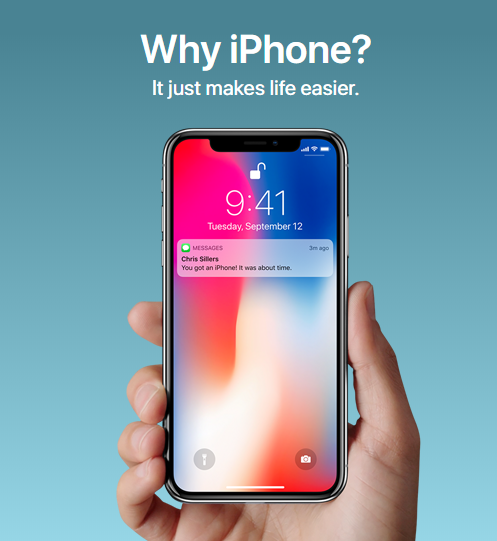 Why iPhone?
It just makes life easier.
9:41
Tuesday, September 12
MESSAGES 3m ago
Chris Sillers
You got an iPhone! It was about time.